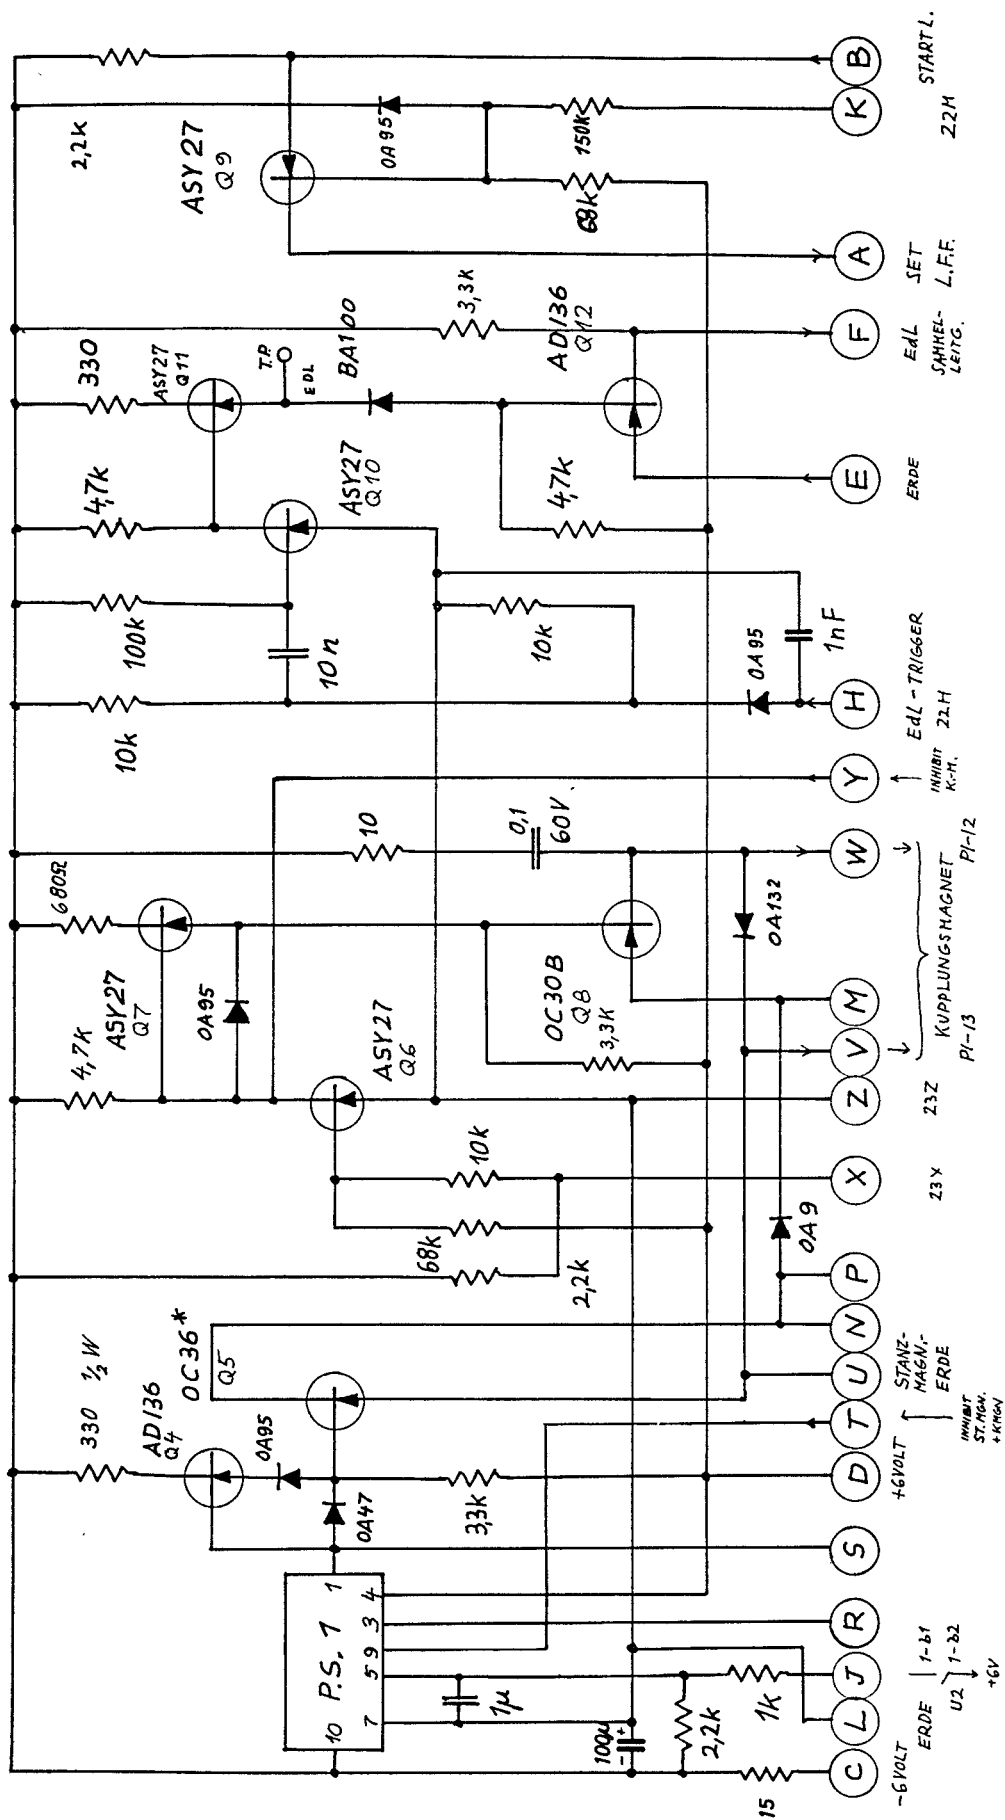 2,2K
ASY 27
Q9
OA95
150K
68K
330
ASY27
Q11
T.P.
EDL
BA100
3,3K
AD136
Q12
4,7K
ASY27
Q10
4,7K
100K
10n
10K
10K
OA95
1nF
680Ω
ASY27
Q7
4,7K
OA95
10
0,1
60V.
OC30B
Q8
3,3K
OA132
ASY27
Q6
10K
68K
2,2K
OA9
330 1/2 W
AD136
Q4
OC36*
Q5
OA95
OA47
3,3K
P.S. 1
10
7
5
9
3
4
1
1µ
100µ
- +
2,2K
1K
15
C
L
J
R
S
D
T
U
N
P
X
Z
V
M
W
Y
H
E
F
A
K
B
-6VOLT
ERDE
1-b1
U2
1-b2
+6V
+6VOLT
INHIBIT
ST. MGN.
+KMGN
STANZ-
MAGN.-
ERDE
23X
23Z
P1-13
KUPPLUNGSMAGNET
P1-12
INHIBIT
K.-M.
EdL-TRIGGER
22H
ERDE
EdL
SAMMEL-
LEITG.
SET
L.F.F.
22M
START L.